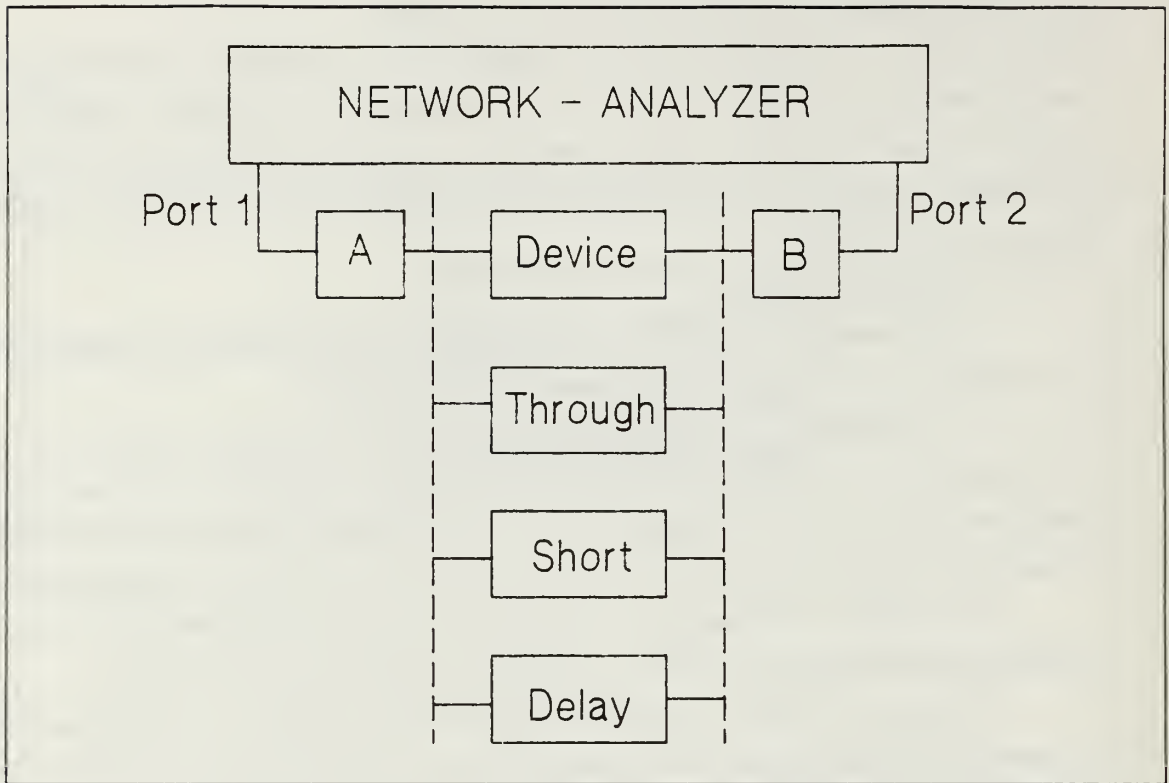 NETWORK - ANALYZER
Port 1
Port 2
A
Device
B
Through
Short
Delay